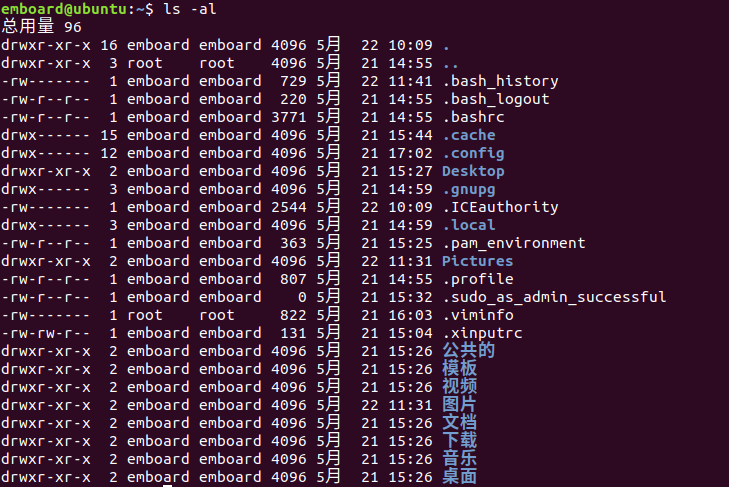 emboard@ubuntu:~$ ls -al
总用量 96
drwxr-xr-x 16 emboard emboard 4096 5月  22 10:09 .
drwxr-xr-x  3 root    root    4096 5月  21 14:55 ..
-rw-------  1 emboard emboard  729 5月  22 11:41 .bash_history
-rw-r--r--  1 emboard emboard  220 5月  21 14:55 .bash_logout
-rw-r--r--  1 emboard emboard 3771 5月  21 14:55 .bashrc
drwx------ 15 emboard emboard 4096 5月  21 15:44 .cache
drwx------ 12 emboard emboard 4096 5月  21 17:02 .config
drwxr-xr-x  2 emboard emboard 4096 5月  21 15:27 Desktop
drwx------  3 emboard emboard 4096 5月  21 14:59 .gnupg
-rw-------  1 emboard emboard 2544 5月  22 10:09 .ICEauthority
drwx------  3 emboard emboard 4096 5月  21 14:59 .local
-rw-r--r--  1 emboard emboard  363 5月  21 15:25 .pam_environment
drwxr-xr-x  2 emboard emboard 4096 5月  22 11:31 Pictures
-rw-r--r--  1 emboard emboard  807 5月  21 14:55 .profile
-rw-r--r--  1 emboard emboard    0 5月  21 15:32 .sudo_as_admin_successful
-rw-------  1 root    root     822 5月  21 16:03 .viminfo
-rw-rw-r--  1 emboard emboard  131 5月  21 15:04 .xinputrc
drwxr-xr-x  2 emboard emboard 4096 5月  21 15:26 公共的
drwxr-xr-x  2 emboard emboard 4096 5月  21 15:26 模板
drwxr-xr-x  2 emboard emboard 4096 5月  21 15:26 视频
drwxr-xr-x  2 emboard emboard 4096 5月  22 11:31 图片
drwxr-xr-x  2 emboard emboard 4096 5月  21 15:26 文档
drwxr-xr-x  2 emboard emboard 4096 5月  21 15:26 下载
drwxr-xr-x  2 emboard emboard 4096 5月  21 15:26 音乐
drwxr-xr-x  2 emboard emboard 4096 5月  21 15:26 桌面